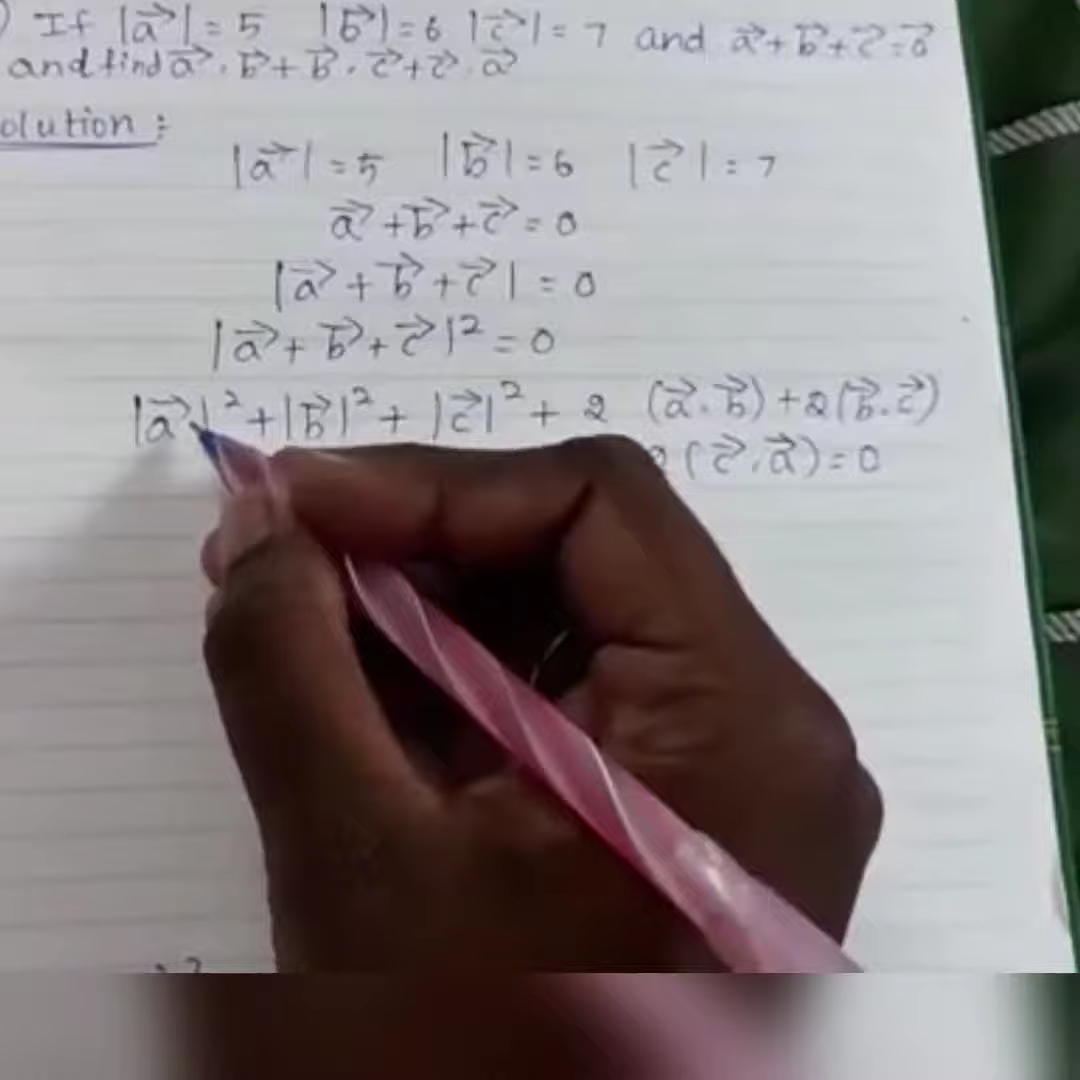 ) If |a⃗| = 5 |b⃗| = 6 |c⃗| = 7 and a⃗ + b⃗ + c⃗ = 0
and find a⃗ . b⃗ + b⃗ . c⃗ + c⃗ . a⃗
olution :
|a⃗| = 5 |b⃗| = 6 |c⃗| = 7
a⃗ + b⃗ + c⃗ = 0
|a⃗ + b⃗ + c⃗| = 0
|a⃗ + b⃗ + c⃗|² = 0
|a⃗|² + |b⃗|² + |c⃗|² + 2 (a⃗ . b⃗) + 2 (b⃗ . c⃗)
2 (c⃗ . a⃗) = 0